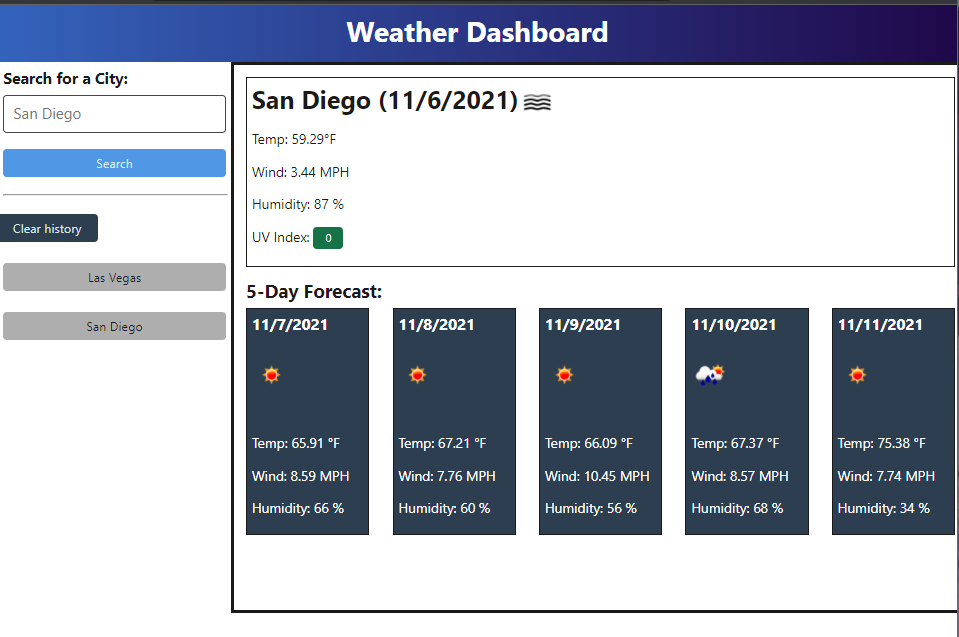 Weather Dashboard
Search for a City:
San Diego
Search
Clear history
Las Vegas
San Diego
San Diego (11/6/2021)
Temp: 59.29°F
Wind: 3.44 MPH
Humidity: 87 %
UV Index: 0
5-Day Forecast:
11/7/2021
Temp: 65.91 °F
Wind: 8.59 MPH
Humidity: 66 %
11/8/2021
Temp: 67.21 °F
Wind: 7.76 MPH
Humidity: 60 %
11/9/2021
Temp: 66.09 °F
Wind: 10.45 MPH
Humidity: 56 %
11/10/2021
Temp: 67.37 °F
Wind: 8.57 MPH
Humidity: 68 %
11/11/2021
Temp: 75.38 °F
Wind: 7.74 MPH
Humidity: 34 %